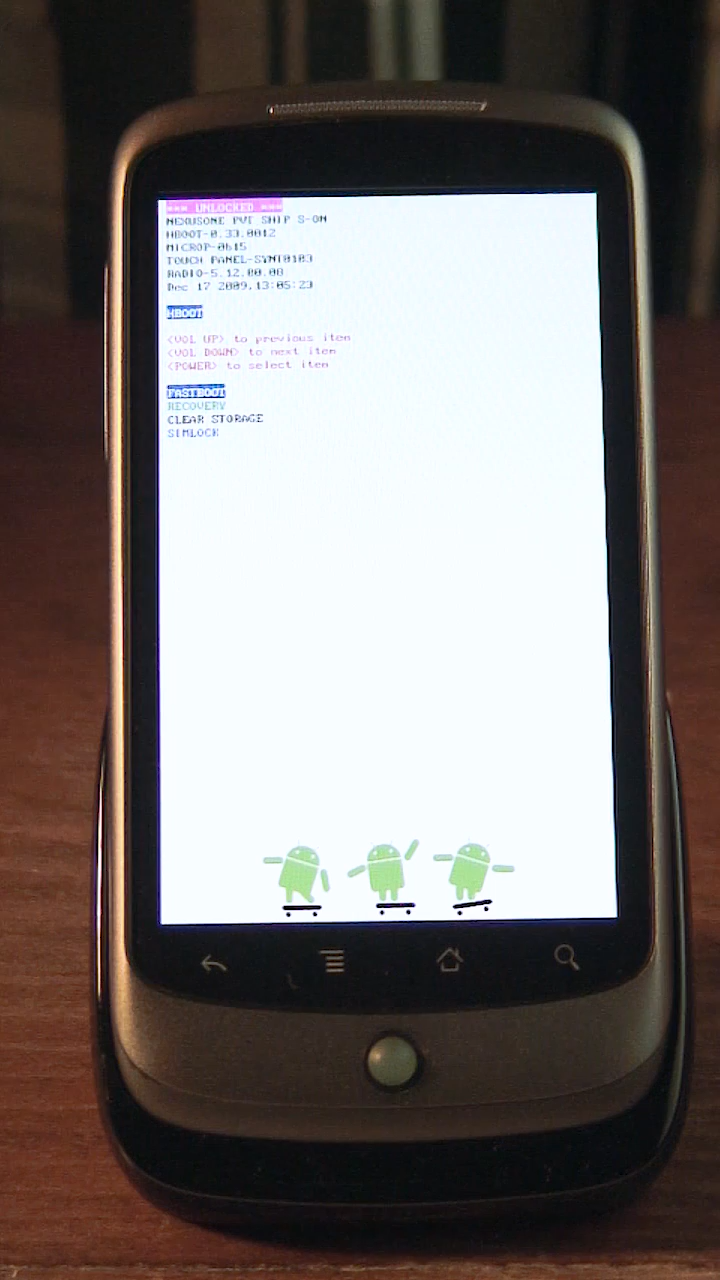 *** UNLOCKED ***
NEXUSONE PVT SHIP S-ON
HBOOT-0.33.0012
MICROP-0b15
TOUCH PANEL-SYNT0103
RADIO-5.12.00.08
Dec 17 2009,13:05:23
HBOOT
<VOL UP> to previous item
<VOL DOWN> to next item
<POWER> to select item
FASTBOOT
RECOVERY
CLEAR STORAGE
SIMLOCK